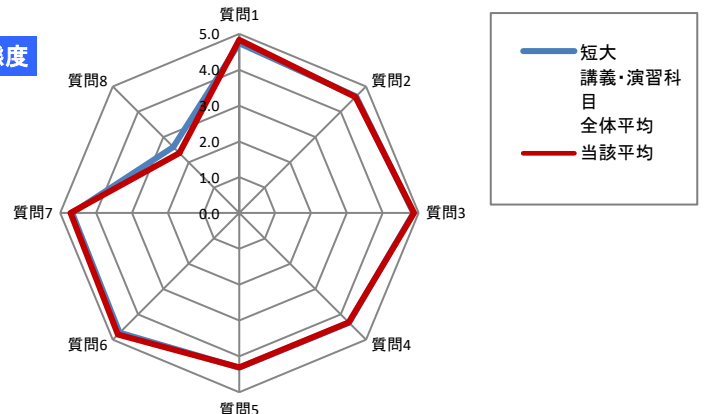 度
質問1
質問2
質問3
質問4
質問5
質問6
質問7
質問8
5.0
4.0
3.0
2.0
1.0
0.0
短大
講義・演習科
目
全体平均
当該平均